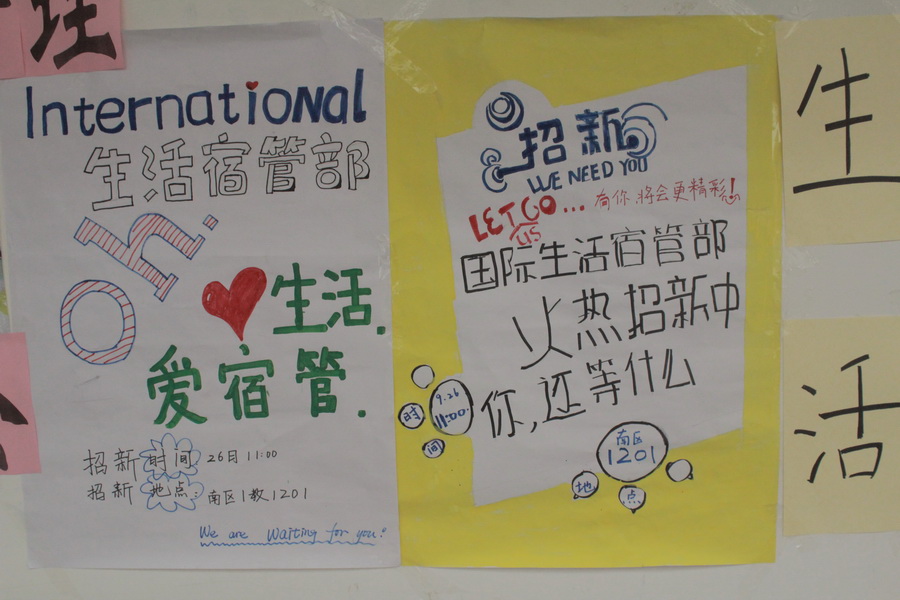 理
International
生活宿管部
Oh.
生活.
爱宿管.
招新时间 26日 11:00
招新地点: 南区1教1201
We are Waiting for you!
招新
WE NEED YOU
LET GO...
US
有你将会更精彩!
国际生活宿管部
火热招新中
你,还等什么
9.26
11:00
时
间
南区
1201
地
点
生
活